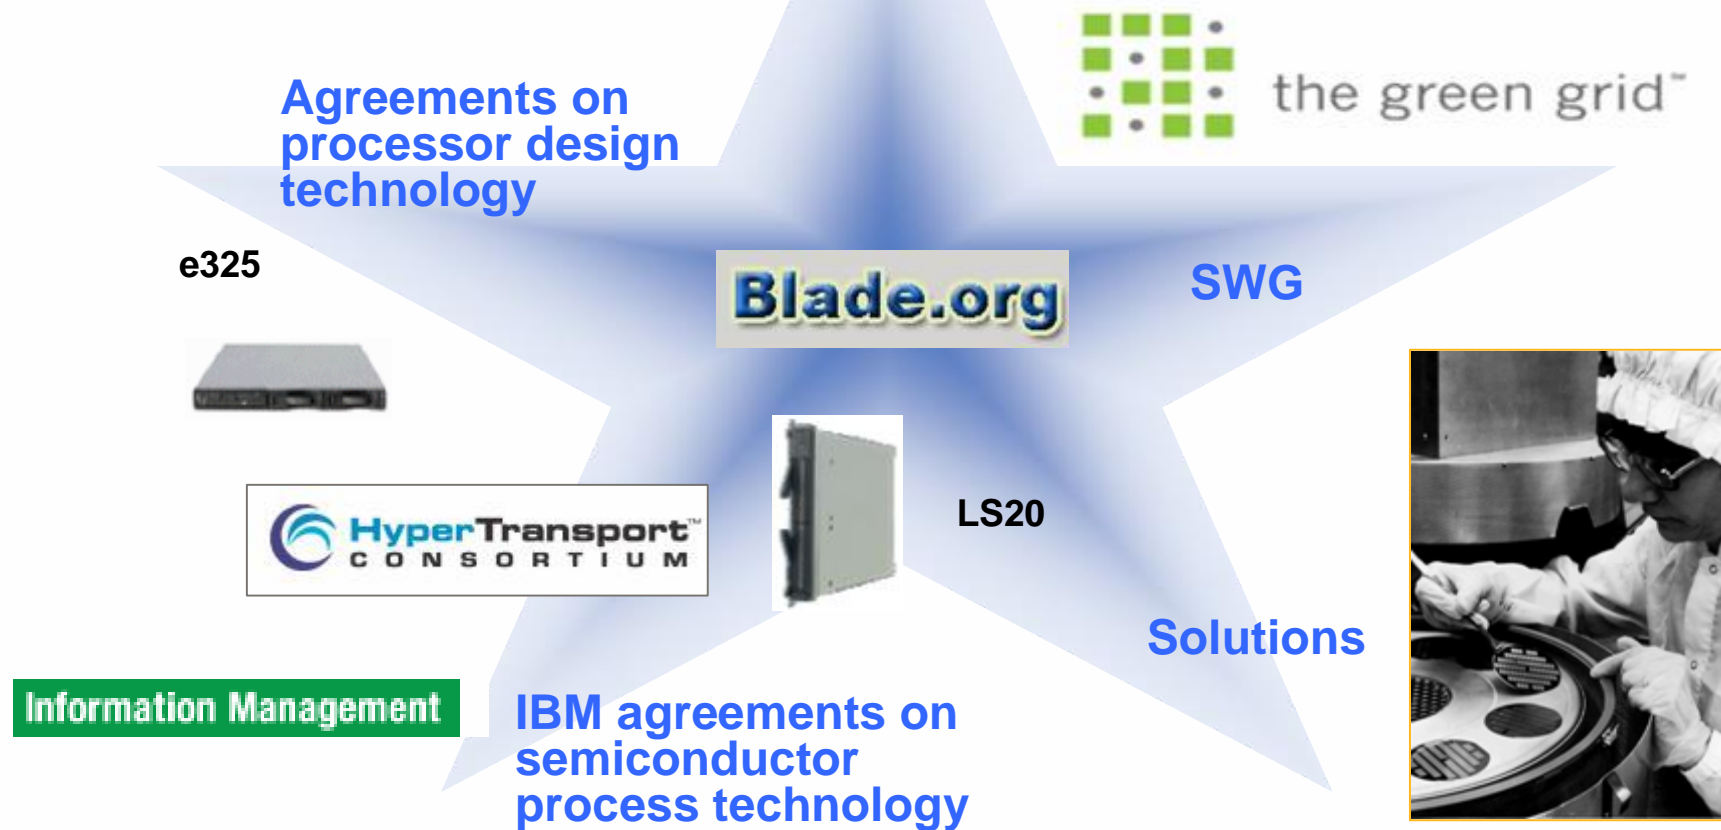 Agreements on
processor design
technology
the green grid™
e325
Blade.org
SWG
HyperTransport™
CONSORTIUM
LS20
Solutions
Information Management
IBM agreements on
semiconductor
process technology